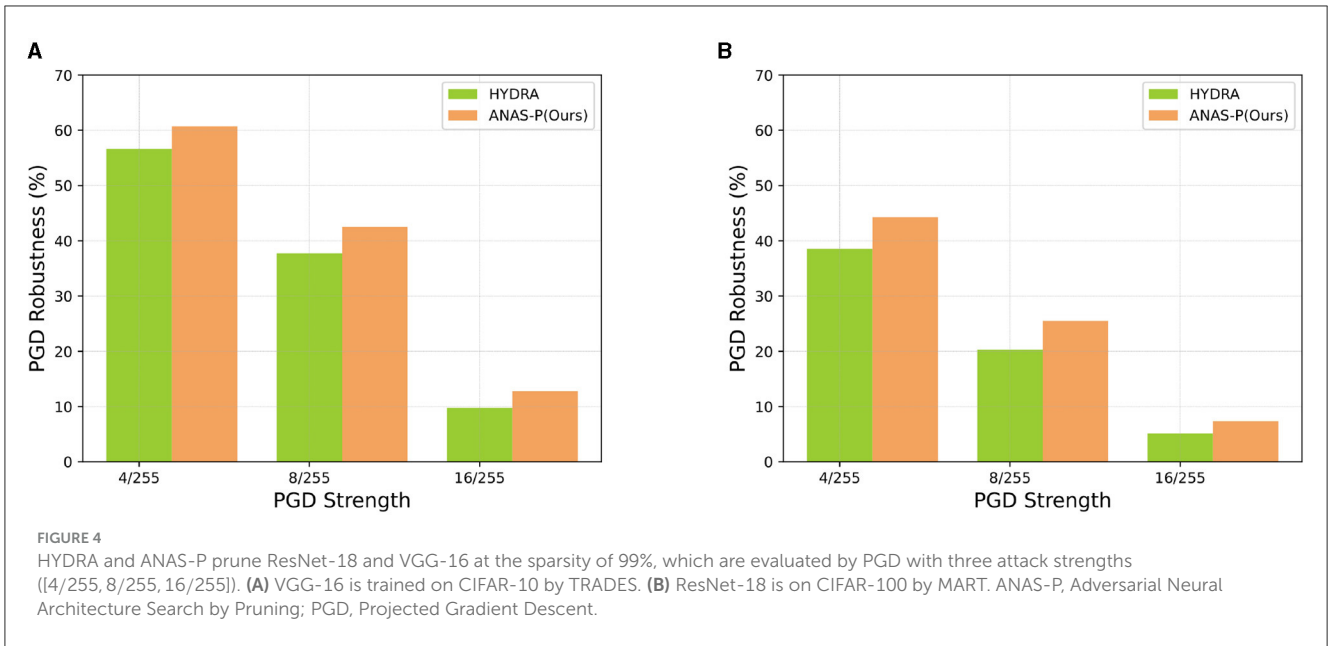 A
70
60
50
40
30
20
10
0
PGD Robustness (%)
HYDRA
ANAS-P(Ours)
4/255
8/255
16/255
PGD Strength
B
70
60
50
40
30
20
10
0
PGD Robustness (%)
HYDRA
ANAS-P(Ours)
4/255
8/255
16/255
PGD Strength
FIGURE 4
HYDRA and ANAS-P prune ResNet-18 and VGG-16 at the sparsity of 99%, which are evaluated by PGD with three attack strengths
([4/255, 8/255, 16/255]). (A) VGG-16 is trained on CIFAR-10 by TRADES. (B) ResNet-18 is on CIFAR-100 by MART. ANAS-P, Adversarial Neural
Architecture Search by Pruning; PGD, Projected Gradient Descent.